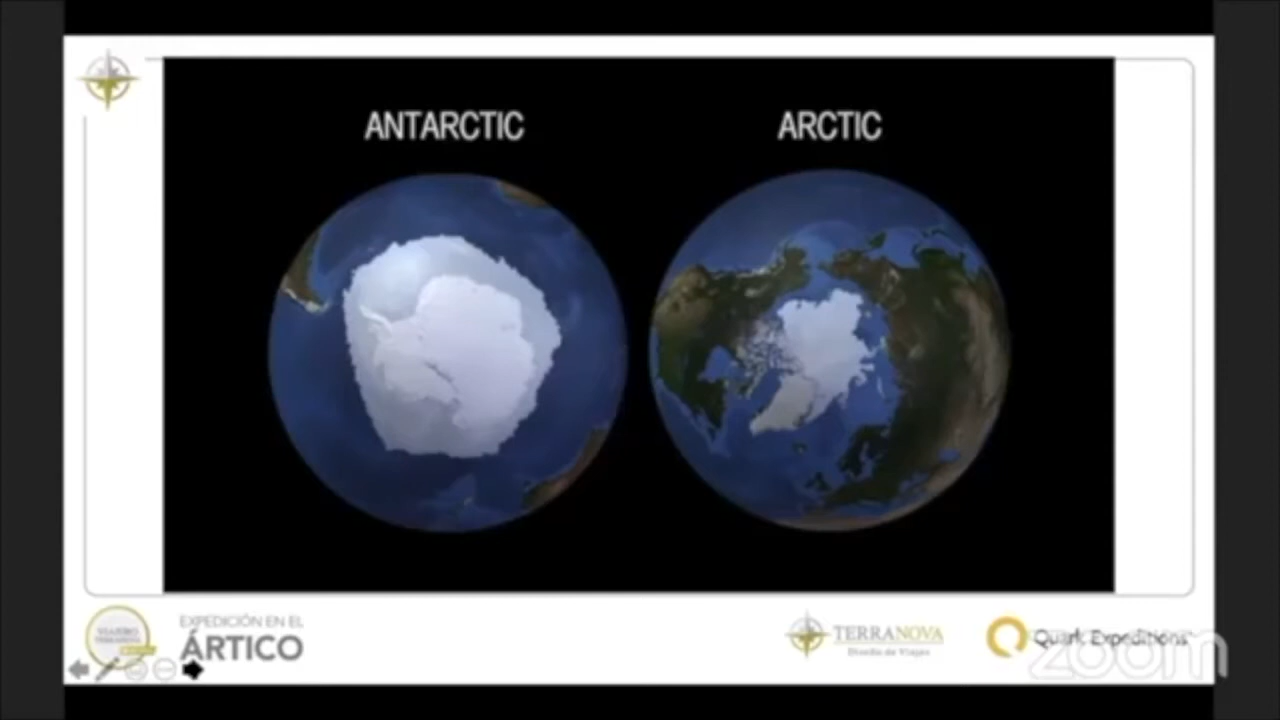 ANTARCTIC
ARCTIC
EXPEDICIÓN EN EL
ÁRTICO
TERRANOVA
Diseño de Viajes
Quark Expeditions
zoom